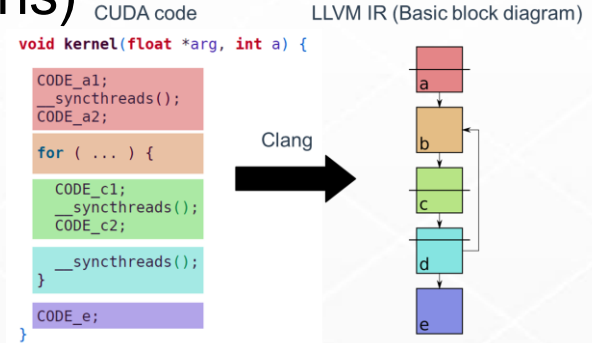 ns)
CUDA code
LLVM IR (Basic block diagram)
void kernel(float *arg, int a) {
CODE_a1;
__syncthreads();
CODE_a2;
for ( ... ) {
CODE_c1;
__syncthreads();
CODE_c2;
__syncthreads();
}
CODE_e;
}
Clang
a
b
c
d
e